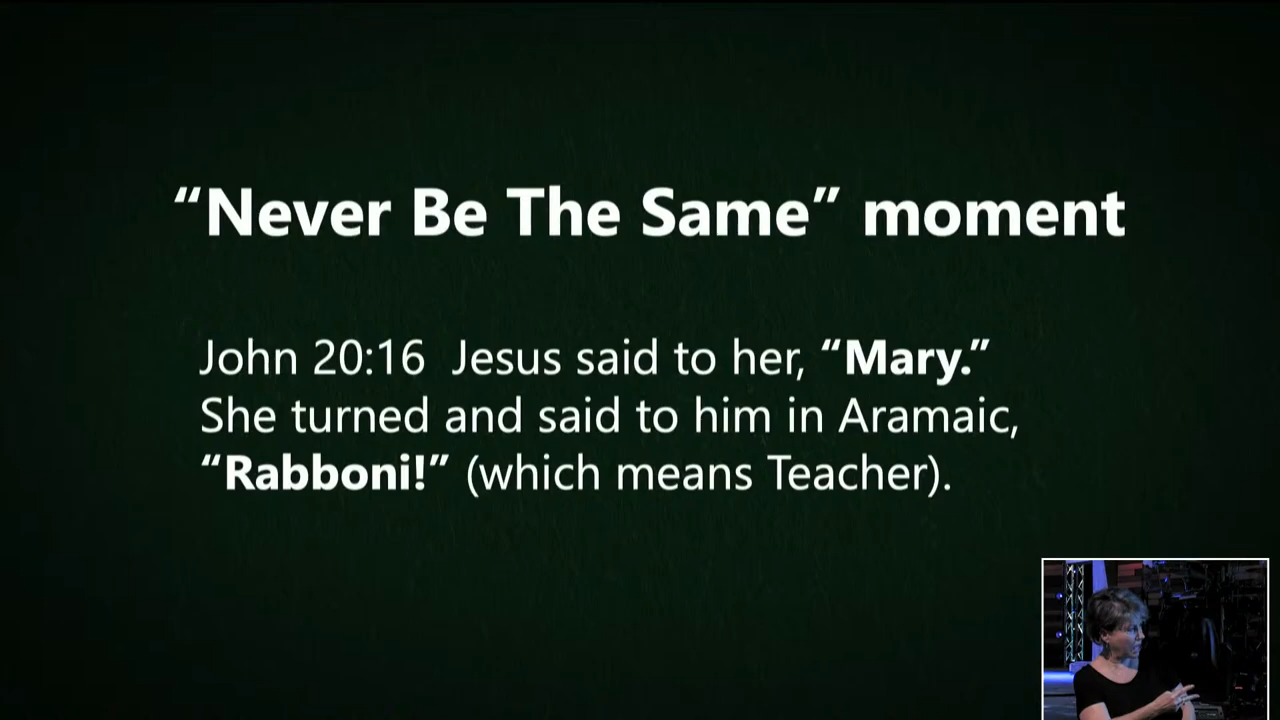 “Never Be The Same” moment
John 20:16  Jesus said to her, “Mary.”
She turned and said to him in Aramaic,
“Rabboni!” (which means Teacher).